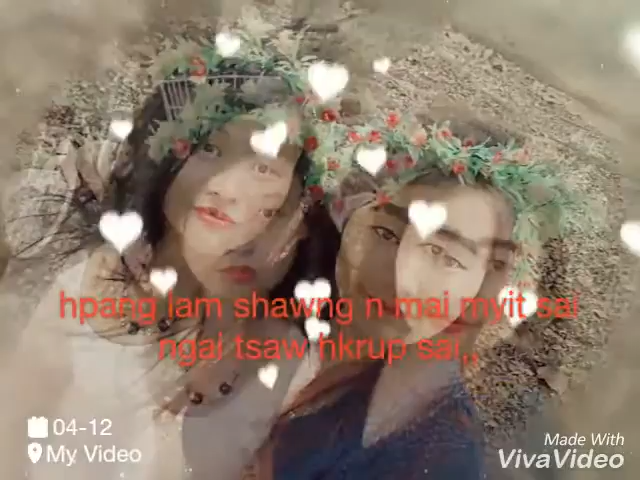 hpang lam shawng n mai myit sai
ngai tsaw hkrup sai,,
04-12
My Video
Made With
VivaVideo